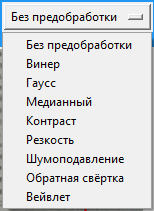 Без предобработки
Без предобработки
Винер
Гаусс
Медианный
Контраст
Резкость
Шумоподавление
Обратная свёртка
Вейвлет